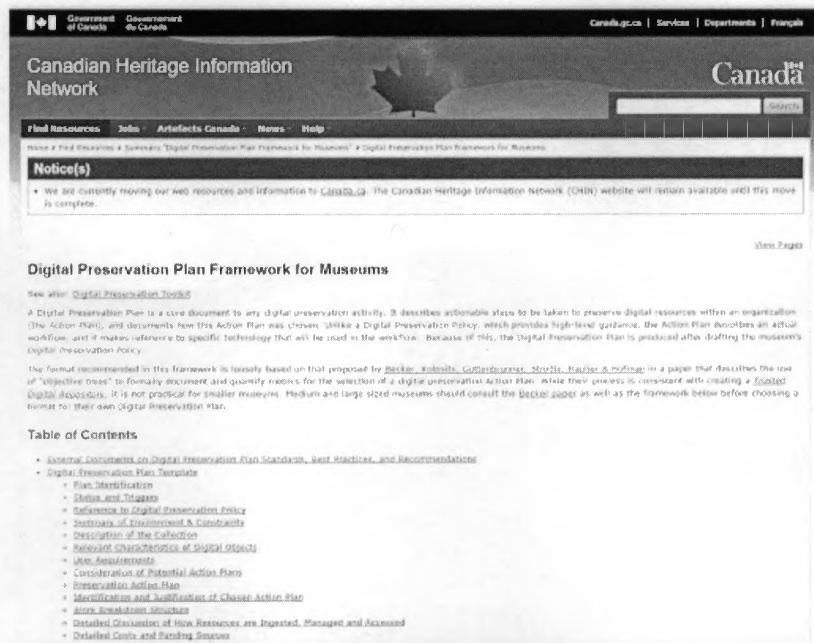 Government of Canada
Gouvernement du Canada
Canada.gc.ca | Services | Departments | Français
Canadian Heritage Information Network
Canada
Search
Find Resources Jobs Artefacts Canada News Help
Home » Find Resources » Summary "Digital Preservation Plan Framework for Museums" » Digital Preservation Plan Framework for Museums
Notice(s)
• We are currently moving our web resources and information to Canada.ca. The Canadian Heritage Information Network (CHIN) website will remain available until this move
is complete.
View Pages
Digital Preservation Plan Framework for Museums
See also: Digital Preservation Toolkit
A Digital Preservation Plan is a core document to any digital preservation activity. It describes actionable steps to be taken to preserve digital resources within an organization
(The Action Plan), and documents how this Action Plan was chosen. Unlike a Digital Preservation Policy, which provides high-level guidance, the Action Plan describes an actual
workflow, and it makes reference to specific technology that will be used in the workflow. Because of this, the Digital Preservation Plan is produced after drafting the museum's
Digital Preservation Policy.
The format recommended in this framework is loosely based on that proposed by Becker, Kulovits, Guttenbrunner, Strodl, Rauber & Hofman in a paper that describes the use
of "objective trees" to formally document and quantify metrics for the selection of a digital preservation Action Plan. While their process is consistent with creating a Trusted
Digital Repository, it is not practical for smaller museums. Medium and large sized museums should consult the Becker paper as well as the framework below before choosing a
format for their own Digital Preservation Plan.
Table of Contents
• External Documents on Digital Preservation Plan Standards, Best Practices, and Recommendations
• Digital Preservation Plan Template
• Plan Identification
• Status and Triggers
• Reference to Digital Preservation Policy
• Summary of Environment & Constraints
• Description of the Collection
• Relevant Characteristics of Digital Objects
• User Requirements
• Consideration of Potential Action Plans
• Preservation Action Plan
• Identification and Justification of Chosen Action Plan
• Work Breakdown Structure
• Detailed Discussion of How Resources are Ingested, Managed and Accessed
• Detailed Costs and Funding Sources